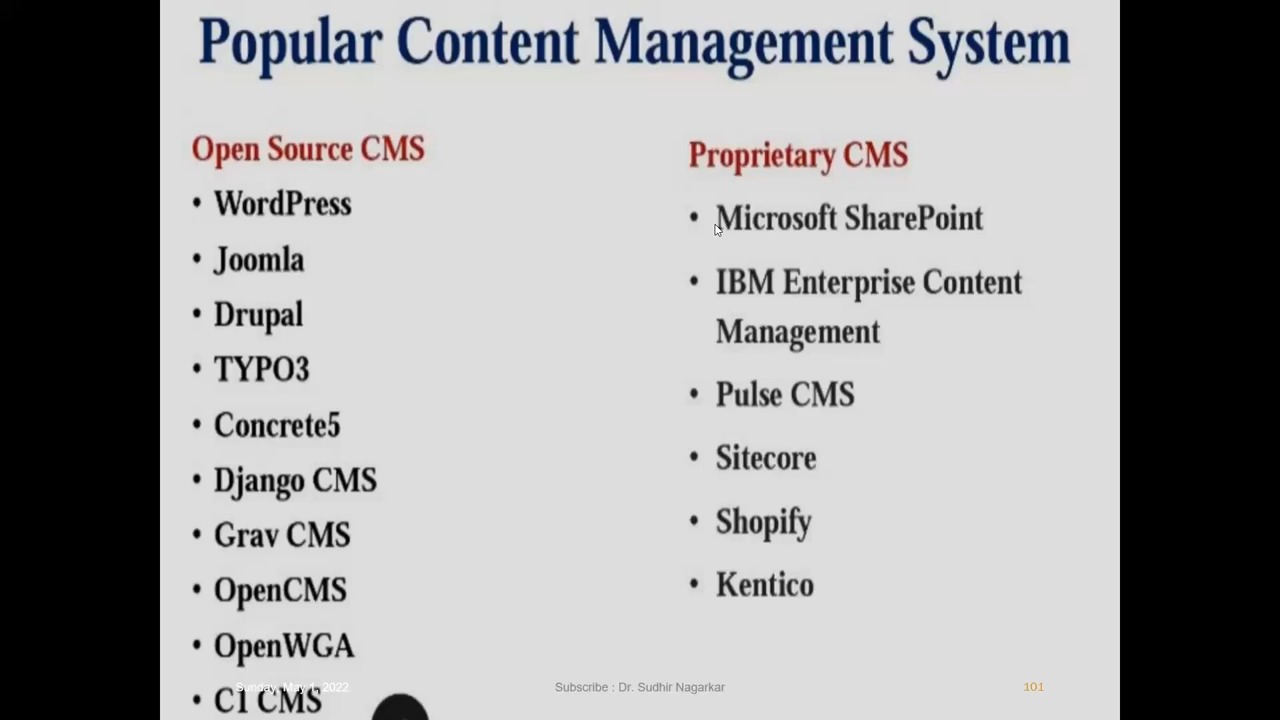 Popular Content Management System
Open Source CMS
• WordPress
• Joomla
• Drupal
• TYPO3
• Concrete5
• Django CMS
• Grav CMS
• OpenCMS
• OpenWGA
• C1 CMS
Proprietary CMS
• Microsoft SharePoint
• IBM Enterprise Content
Management
• Pulse CMS
• Sitecore
• Shopify
• Kentico
Sunday, May 1, 2022
Subscribe : Dr. Sudhir Nagarkar
101